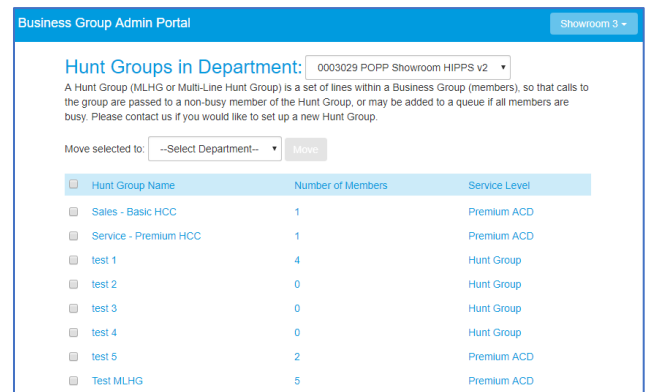 Business Group Admin Portal
Showroom 3
Hunt Groups in Department: 0003029 POPP Showroom HIPPS v2
A Hunt Group (MLHG or Multi-Line Hunt Group) is a set of lines within a Business Group (members), so that calls to
the group are passed to a non-busy member of the Hunt Group, or may be added to a queue if all members are
busy. Please contact us if you would like to set up a new Hunt Group.
Move selected to: --Select Department-- Move
Hunt Group Name Number of Members Service Level
Sales - Basic HCC 1 Premium ACD
Service - Premium HCC 1 Premium ACD
test 1 4 Hunt Group
test 2 0 Hunt Group
test 3 0 Hunt Group
test 4 0 Hunt Group
test 5 2 Premium ACD
Test MLHG 5 Premium ACD